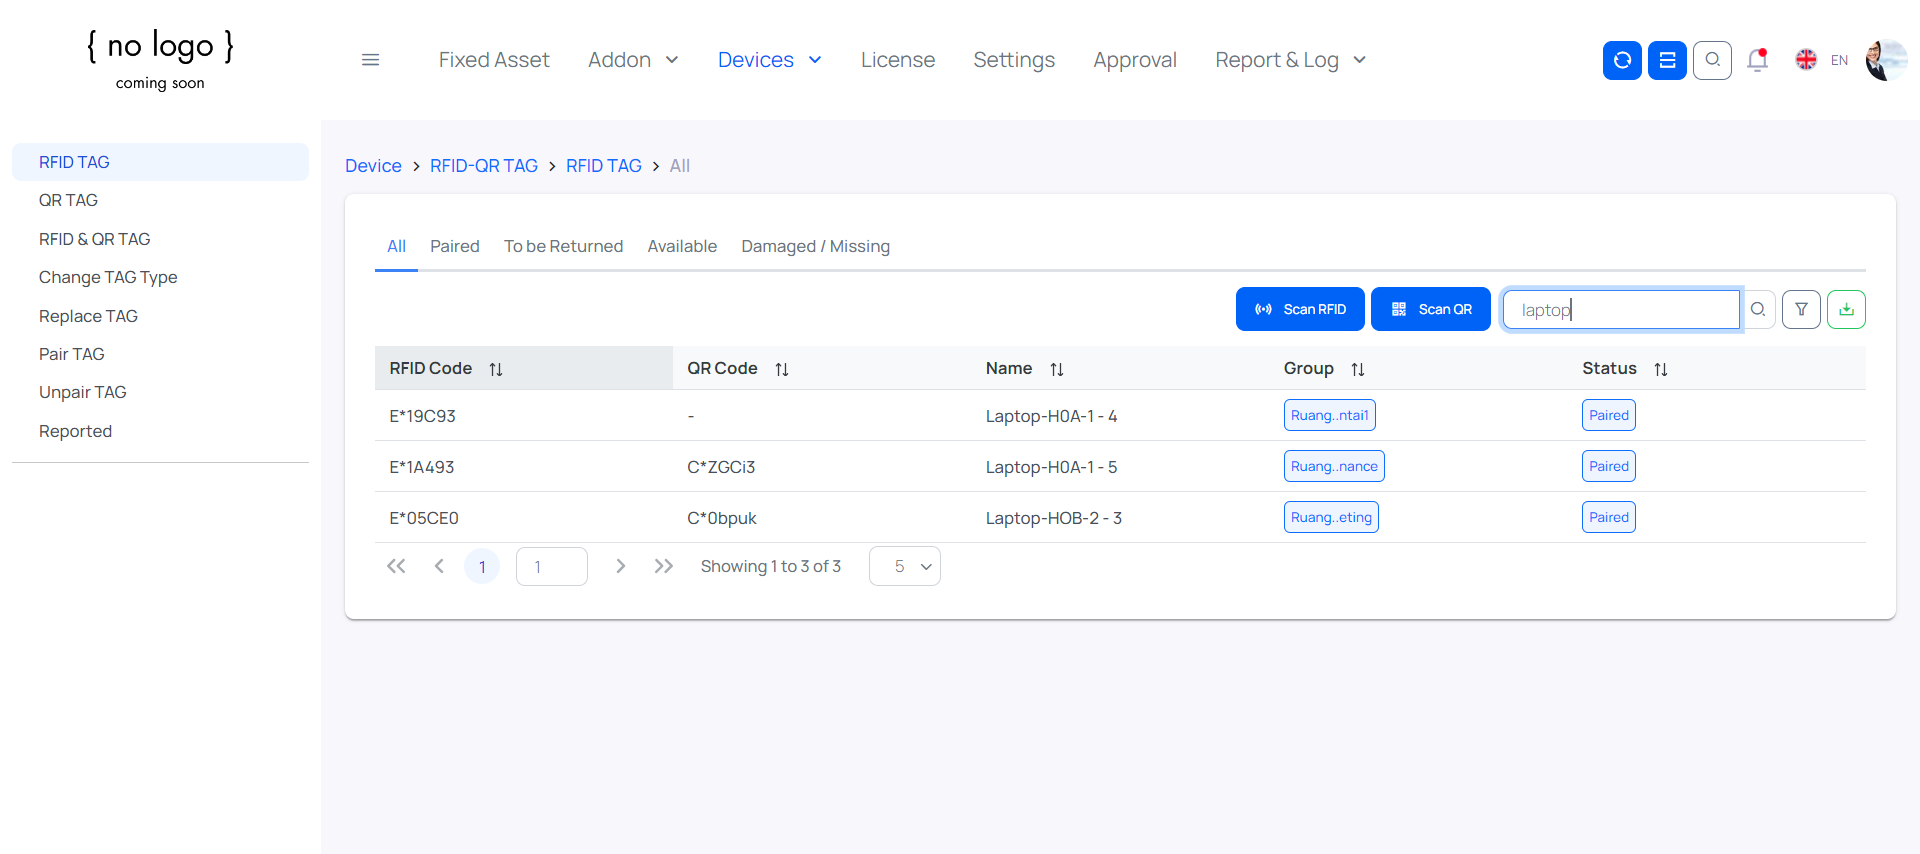 { no logo }
coming soon
Fixed Asset Addon Devices License Settings Approval Report & Log EN
RFID TAG
QR TAG
RFID & QR TAG
Change TAG Type
Replace TAG
Pair TAG
Unpair TAG
Reported
Device > RFID-QR TAG > RFID TAG > All
All Paired To be Returned Available Damaged / Missing
Scan RFID Scan QR laptop
RFID Code QR Code Name Group Status
E*19C93 - Laptop-H0A-1 - 4 Ruang..ntai1 Paired
E*1A493 C*ZGCi3 Laptop-H0A-1 - 5 Ruang..nance Paired
E*05CE0 C*0bpuk Laptop-HOB-2 - 3 Ruang..eting Paired
1 1 Showing 1 to 3 of 3 5